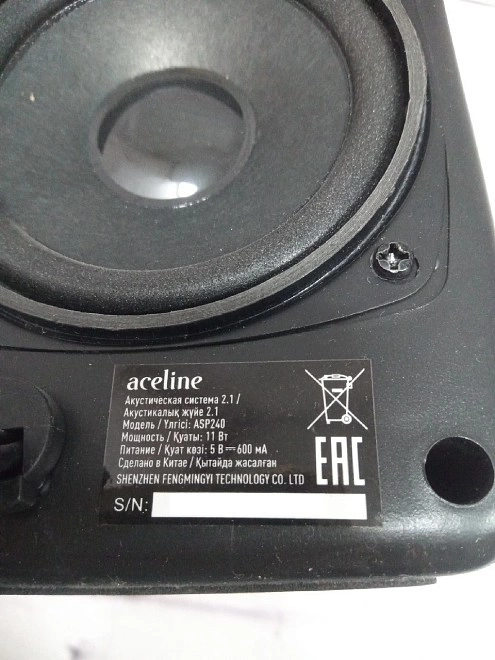 aceline
Акустическая система 2.1 /
Акустикалық жүйе 2.1
Модель / Үлгісі: ASP240
Мощность / Қуаты: 11 Вт
Питание / Қуат көзі: 5 В⎓600 мА
Сделано в Китае / Қытайда жасалған
SHENZHEN FENGMINGYI TECHNOLOGY CO. LTD
EAC
S/N: